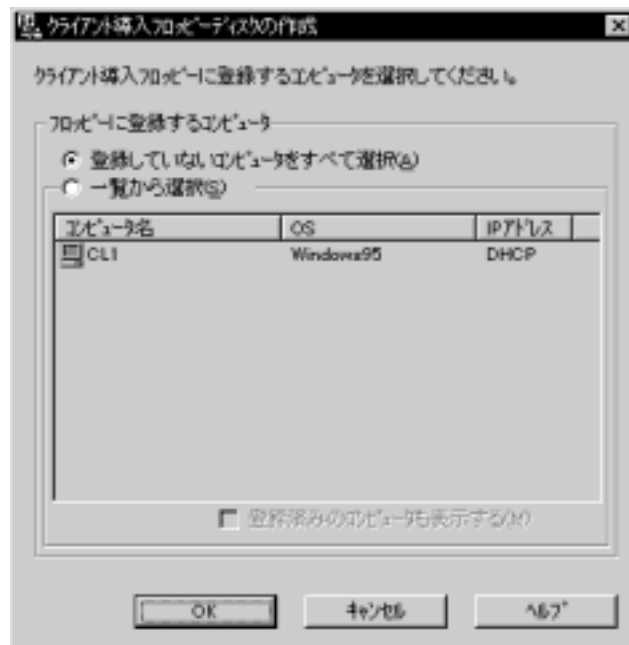 クライアント導入フロッピーディスクの作成
クライアント導入フロッピーに登録するコンピュータを選択してください。
フロッピーに登録するコンピュータ
登録していないコンピュータをすべて選択(A)
一覧から選択(S)
コンピュータ名 OS IPアドレス
CL1 Windows95 DHCP
登録済みのコンピュータも表示する(M)
OK キャンセル ヘルプ